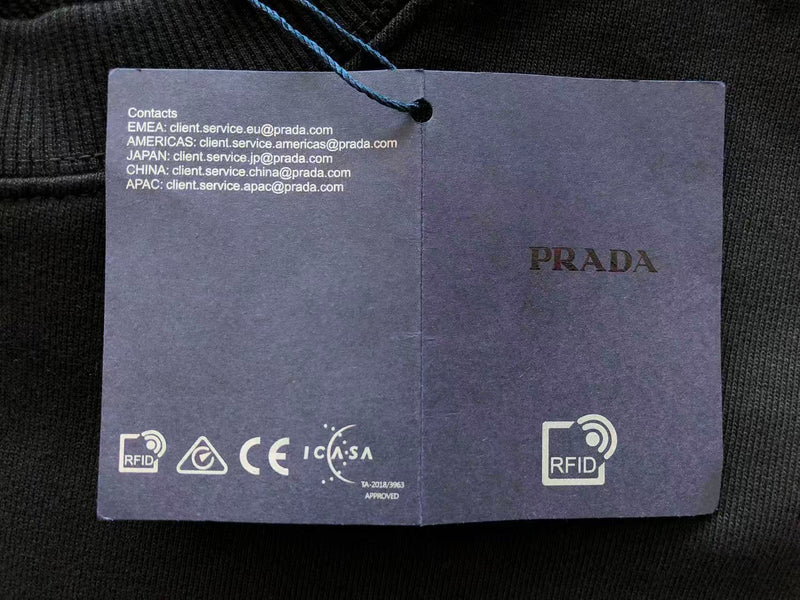 Contacts
EMEA: client.service.eu@prada.com
AMERICAS: client.service.americas@prada.com
JAPAN: client.service.jp@prada.com
CHINA: client.service.china@prada.com
APAC: client.service.apac@prada.com
PRADA
RFID
CE
ICASA
TA-2018/3963
APPROVED
RFID